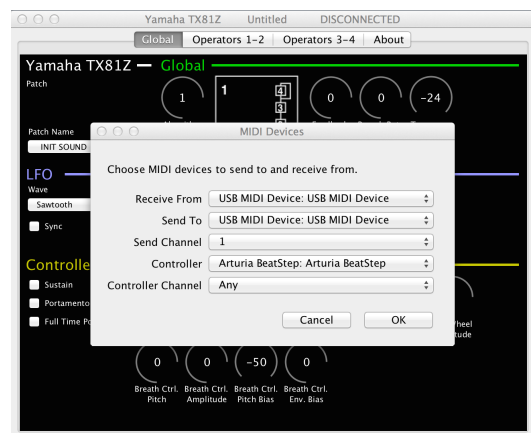 Yamaha TX81Z Untitled DISCONNECTED
Global Operators 1-2 Operators 3-4 About
Yamaha TX81Z — Global
Patch
1
1
4
3
0
0
-24
Patch Name
INIT SOUND
LFO
Wave
Sawtooth
Sync
MIDI Devices
Choose MIDI devices to send to and receive from.
Receive From USB MIDI Device: USB MIDI Device
Send To USB MIDI Device: USB MIDI Device
Send Channel 1
Controller Arturia BeatStep: Arturia BeatStep
Controller Channel Any
Cancel OK
Controlle
Sustain
Portamento
Full Time Po
0 0 -50 0
Breath Ctrl. Breath Ctrl. Breath Ctrl. Breath Ctrl.
Pitch Amplitude Pitch Bias Env. Bias